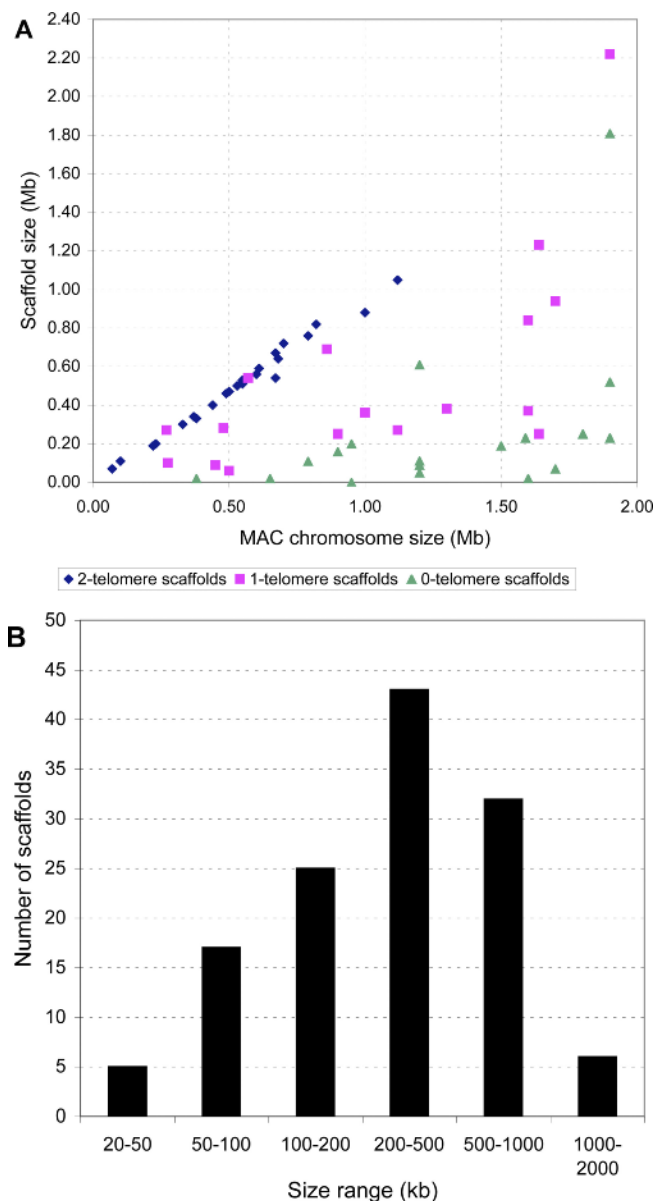 A
2.40
2.20
2.00
1.80
1.60
1.40
1.20
1.00
0.80
0.60
0.40
0.20
0.00
Scaffold size (Mb)
0.00 0.50 1.00 1.50 2.00
MAC chromosome size (Mb)
2-telomere scaffolds 1-telomere scaffolds 0-telomere scaffolds
B
50
45
40
35
30
25
20
15
10
5
0
Number of scaffolds
20-50 50-100 100-200 200-500 500-1000 1000-
2000
Size range (kb)